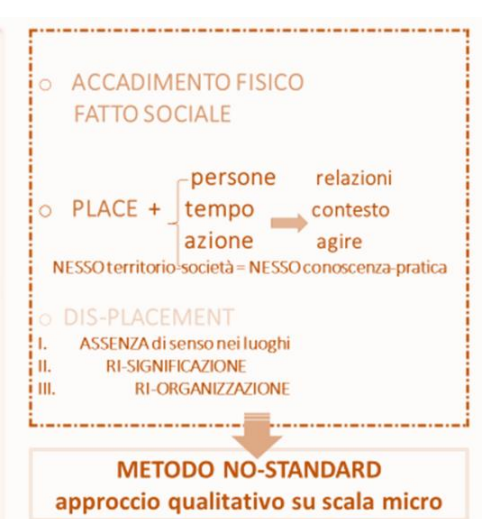 ○ ACCADIMENTO FISICO
FATTO SOCIALE
○ PLACE + persone relazioni
tempo contesto
azione agire
NESSO territorio-società = NESSO conoscenza-pratica
○ DIS-PLACEMENT
I. ASSENZA di senso nei luoghi
II. RI-SIGNIFICAZIONE
III. RI-ORGANIZZAZIONE
METODO NO-STANDARD
approccio qualitativo su scala micro